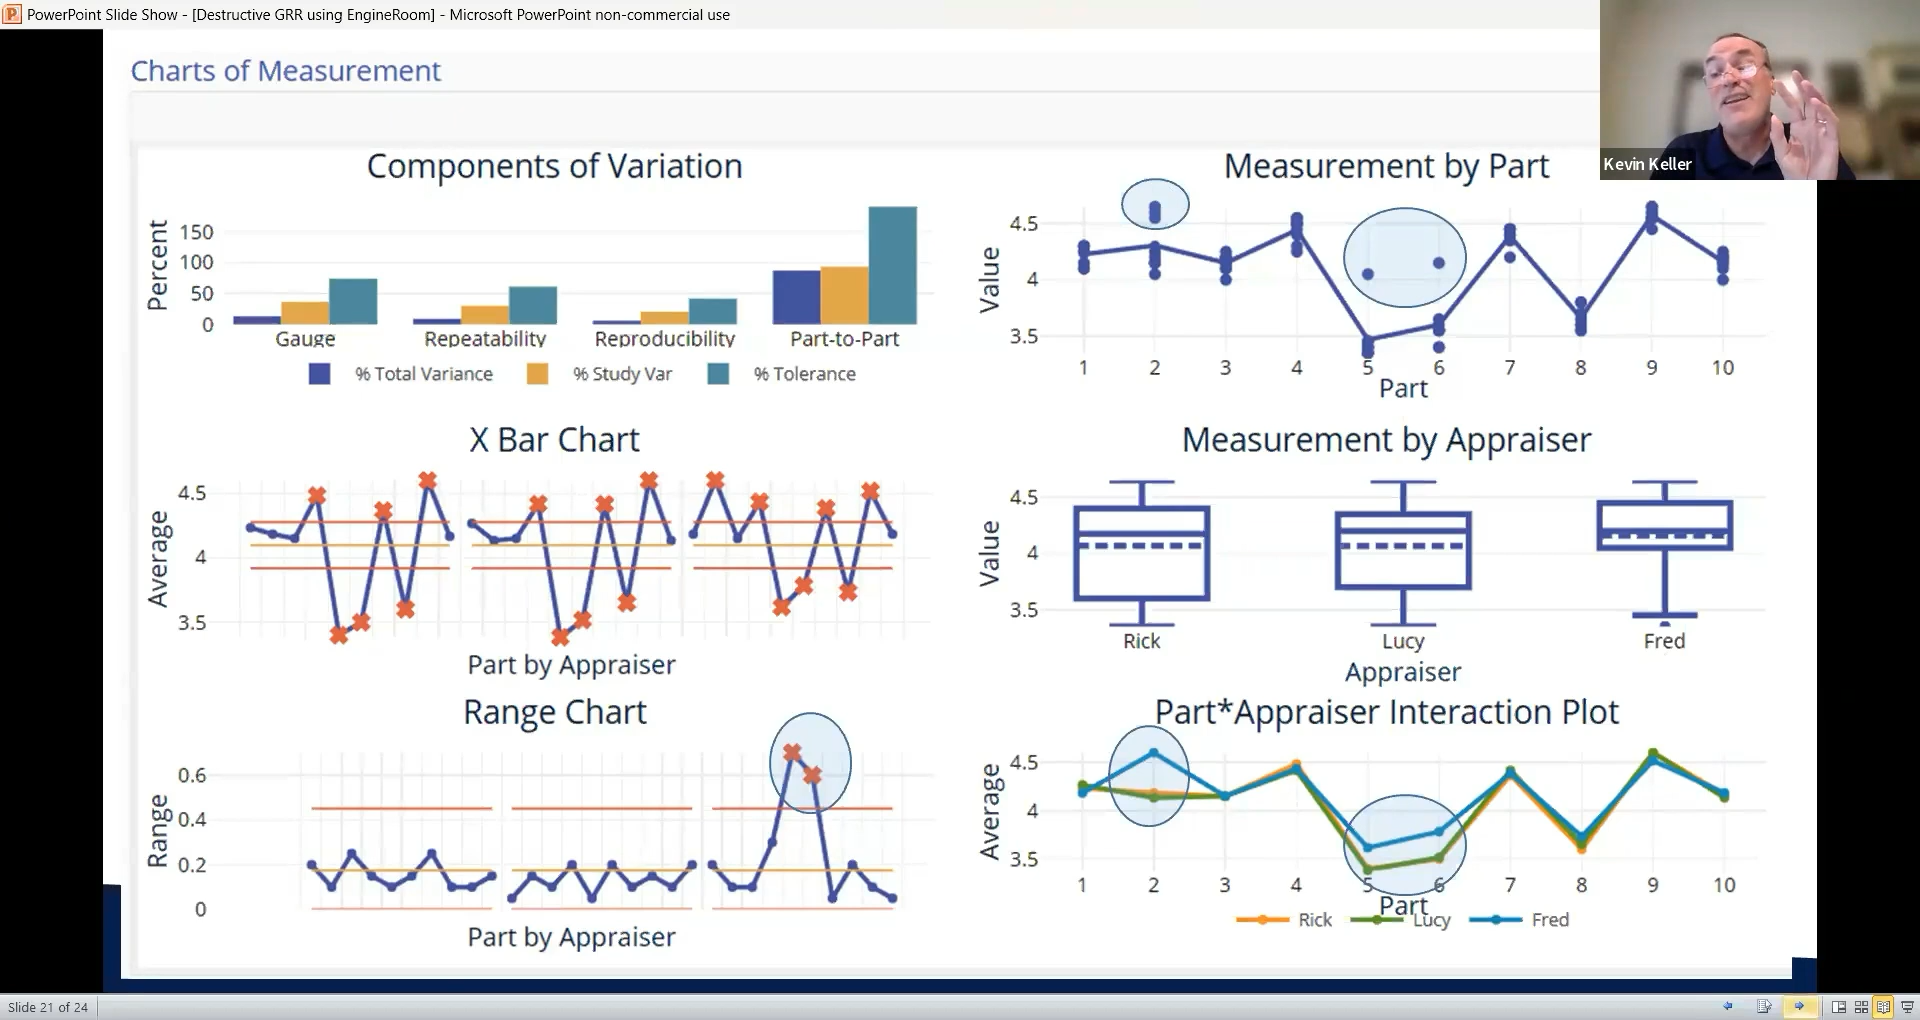 PowerPoint Slide Show - [Destructive GRR using EngineRoom] - Microsoft PowerPoint non-commercial use
Charts of Measurement
Kevin Keller
Components of Variation
Percent
150
100
50
0
Gauge Repeatability Reproducibility Part-to-Part
% Total Variance % Study Var % Tolerance
Measurement by Part
Value
4.5
4
3.5
1 2 3 4 5 6 7 8 9 10
Part
X Bar Chart
Average
4.5
4
3.5
Part by Appraiser
Measurement by Appraiser
Value
4.5
4
3.5
Rick Lucy Fred
Appraiser
Range Chart
Range
0.6
0.4
0.2
0
Part by Appraiser
Part*Appraiser Interaction Plot
Average
4.5
4
3.5
1 2 3 4 5 6 7 8 9 10
Part
Rick Lucy Fred
Slide 21 of 24